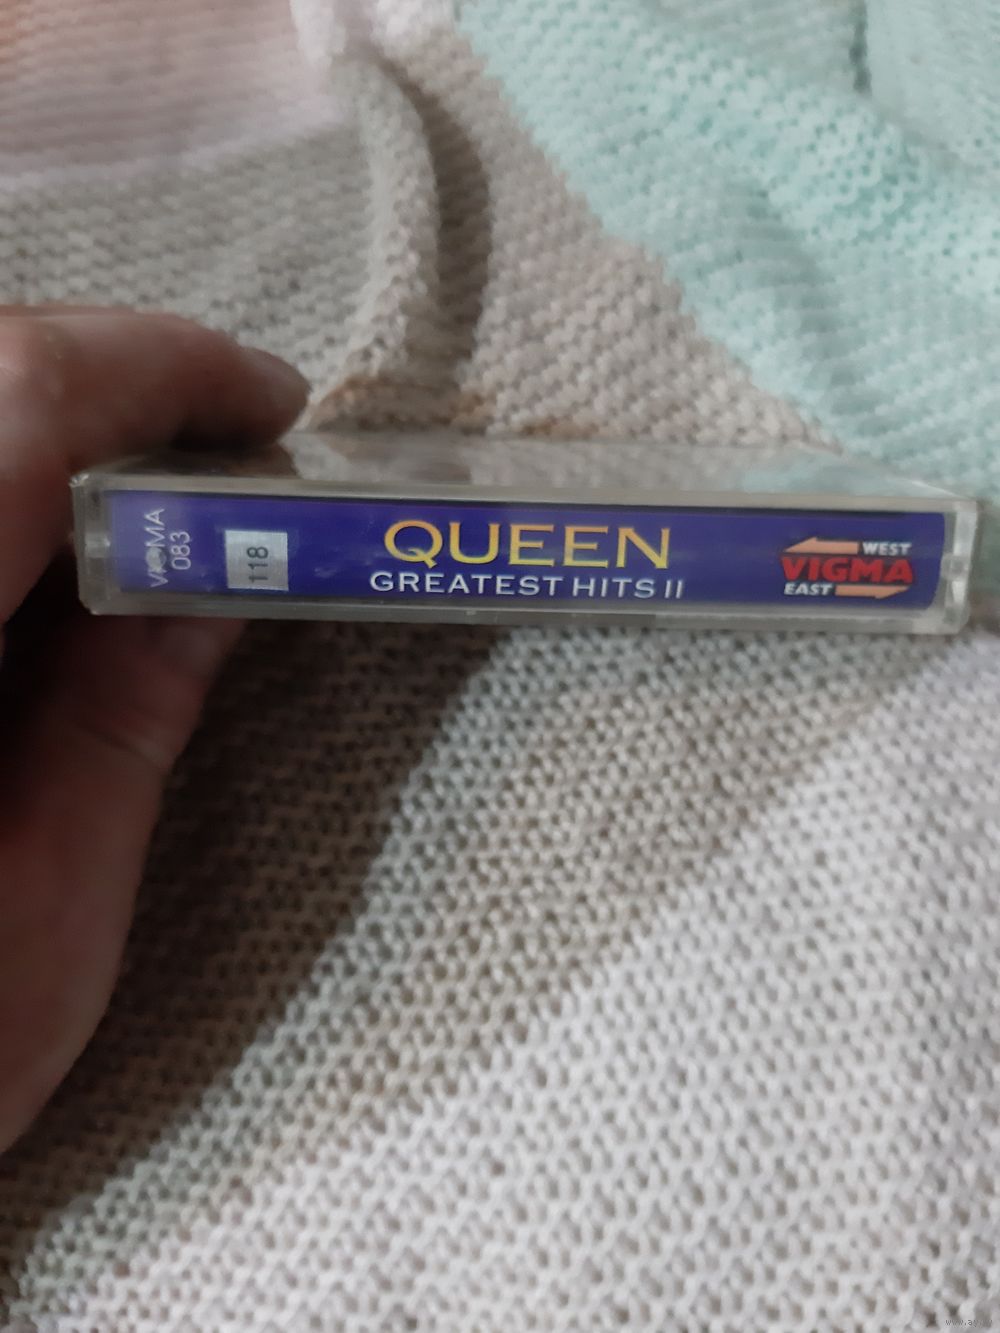 VIGMA
083
118
QUEEN
GREATEST HITS II
WEST
VIGMA
EAST